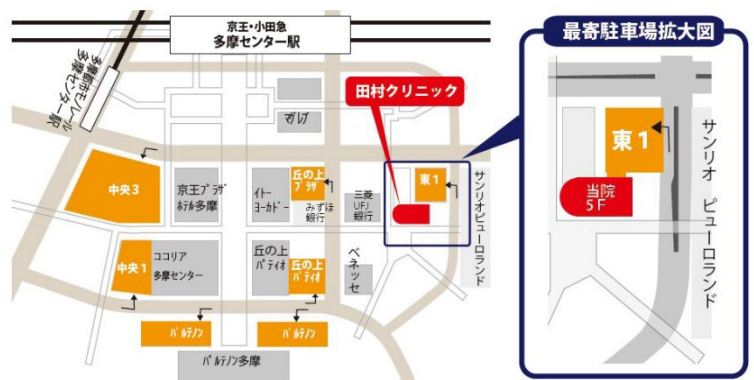 京王・小田急
多摩センター駅
多摩都市モノレール
多摩センター駅
田村クリニック
マグレブ
中央3
京王プラザ
ホテル多摩
イトー
ヨーカドー
丘の上
プラザ
みずほ
銀行
三菱
UFJ
銀行
東1
サンリオピューロランド
中央1
ココリア
多摩センター
丘の上
パティオ
丘の上
パティオ
ベネッセ
パルテノン
パルテノン
パルテノン多摩
最寄駐車場拡大図
東1
当院
5F
サンリオ ピューロランド